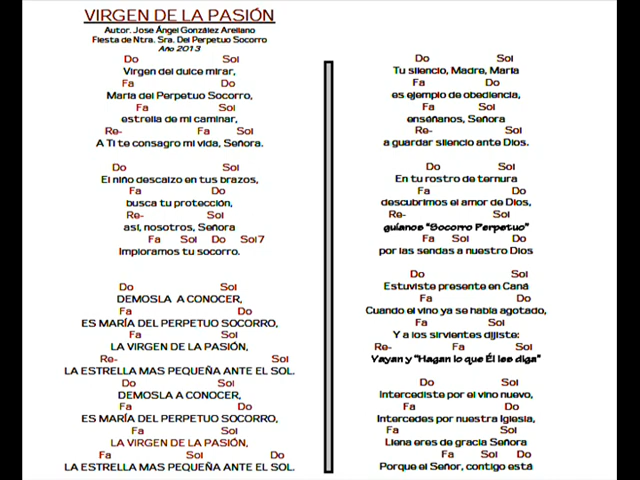 VIRGEN DE LA PASIÓN
Autor. Jose Ángel González Arellano
Fiesta de Ntra. Sra. Del Perpetuo Socorro
Año 2013
Do Sol
Virgen del dulce mirar,
Fa Do
María del Perpetuo Socorro,
Fa Sol
estrella de mi caminar,
Re- Fa Sol
A Ti te consagro mi vida, Señora.
Do Sol
El niño descalzo en tus brazos,
Fa Do
busca tu protección,
Re- Sol
así, nosotros, Señora
Fa Sol Do Sol7
Imploramos tu socorro.
Do Sol
DEMOSLA A CONOCER,
Fa Do
ES MARÍA DEL PERPETUO SOCORRO,
Fa Sol
LA VIRGEN DE LA PASIÓN,
Re- Sol
LA ESTRELLA MAS PEQUEÑA ANTE EL SOL.
Do Sol
DEMOSLA A CONOCER,
Fa Do
ES MARÍA DEL PERPETUO SOCORRO,
Fa Sol
LA VIRGEN DE LA PASIÓN,
Fa Sol Do
LA ESTRELLA MAS PEQUEÑA ANTE EL SOL.
Do Sol
Tu silencio, Madre, María
Fa Do
es ejemplo de obediencia,
Fa Sol
enséñanos, Señora
Re- Sol
a guardar silencio ante Dios.
Do Sol
En tu rostro de ternura
Fa Do
descubrimos el amor de Dios,
Re- Sol
guíanos "Socorro Perpetuo"
Fa Sol Do
por las sendas a nuestro Dios
Do Sol
Estuviste presente en Caná
Fa Do
Cuando el vino ya se había agotado,
Fa Sol
Y a los sirvientes dijiste:
Re- Fa Sol
Vayan y "Hagan lo que Él les diga"
Do Sol
Intercediste por el vino nuevo,
Fa Do
Intercedes por nuestra Iglesia,
Fa Sol
Llena eres de gracia Señora
Fa Sol Do
Porque el Señor, contigo está